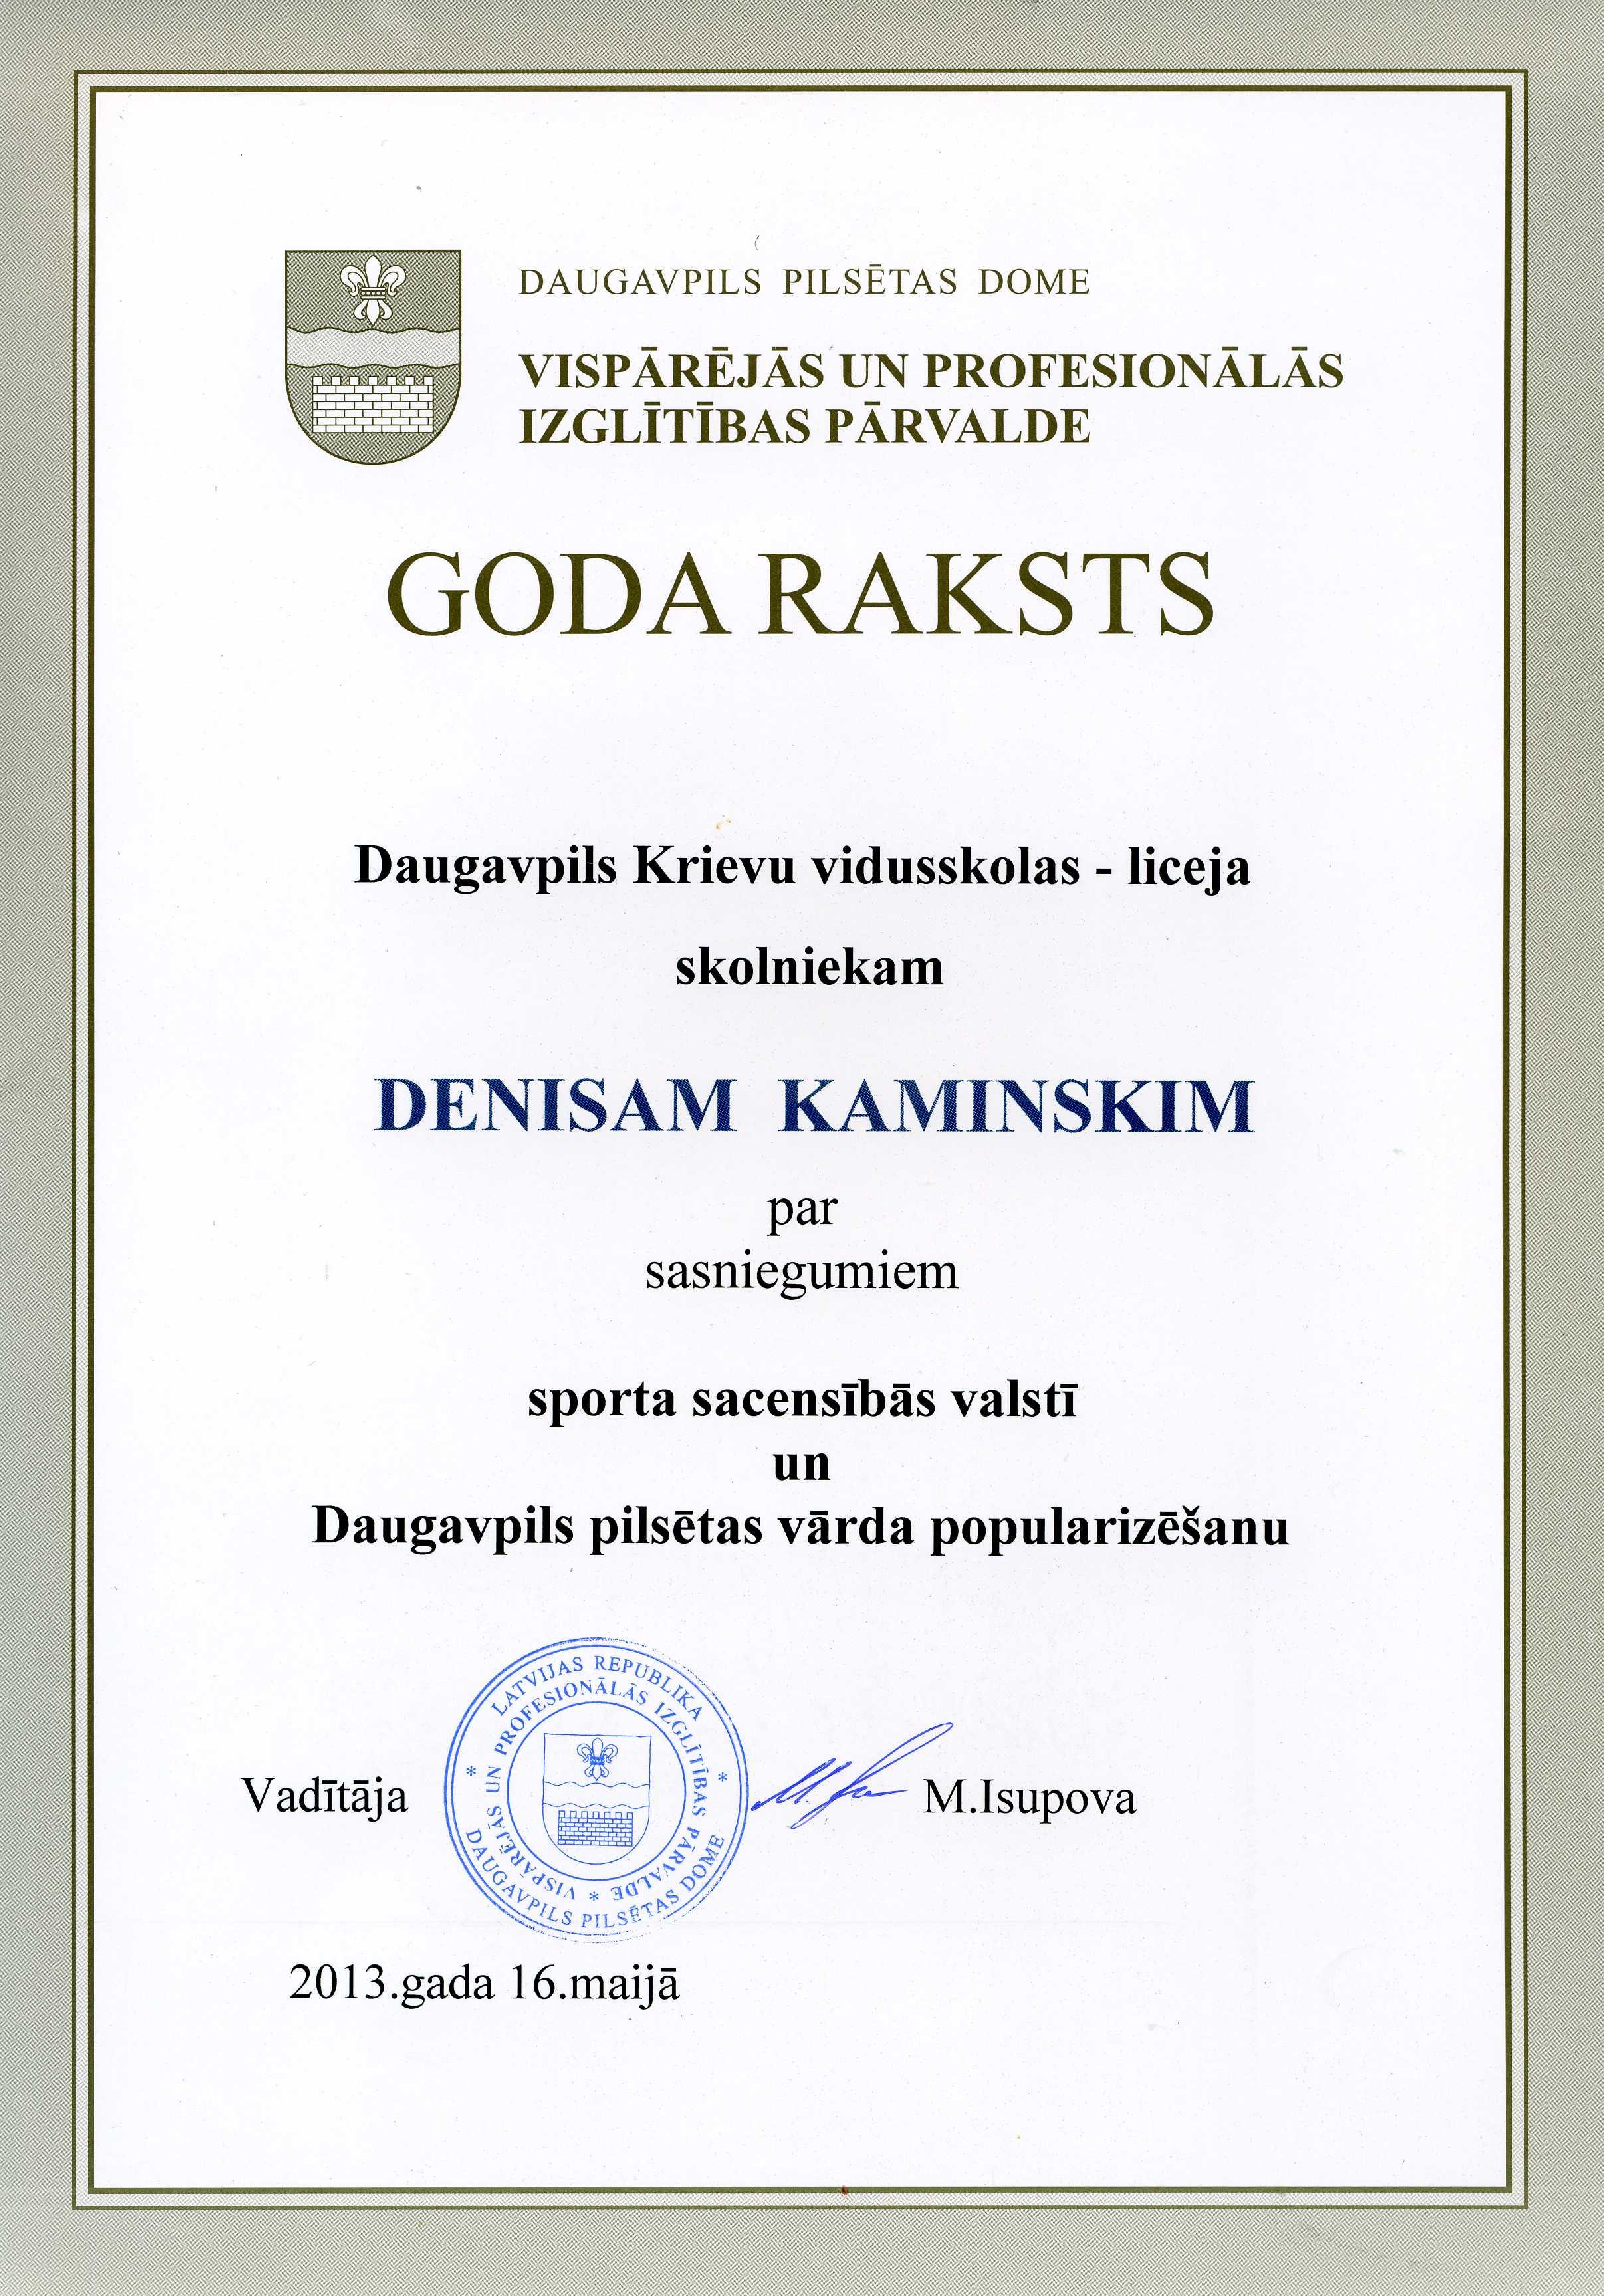 DAUGAVPILS PILSĒTAS DOME
VISPĀRĒJĀS UN PROFESIONĀLĀS
IZGLĪTĪBAS PĀRVALDE
GODA RAKSTS
Daugavpils Krievu vidusskolas - liceja
skolniekam
DENISAM KAMINSKIM
par
sasniegumiem
sporta sacensībās valstī
un
Daugavpils pilsētas vārda popularizēšanu
LATVIJAS REPUBLIKA
* DAUGAVPILS PILSĒTAS DOME *
VISPĀRĒJĀS UN PROFESIONĀLĀS IZGLĪTĪBAS PĀRVALDE *
Vadītāja
M.Isupova
2013.gada 16.maijā